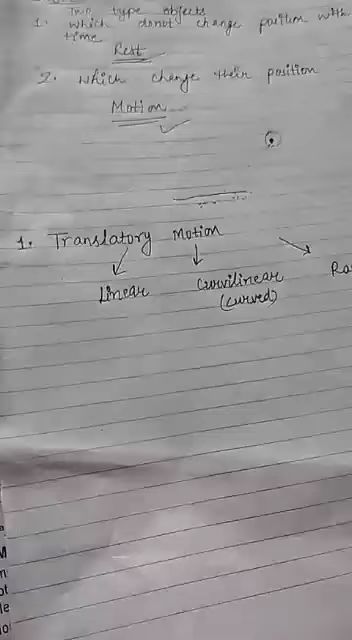 Two type objects
1. which donot change position with
time
Rest
2. which change their position
Motion
1. Translatory Motion
Linear
Curvilinear
(curved)
Ra
M